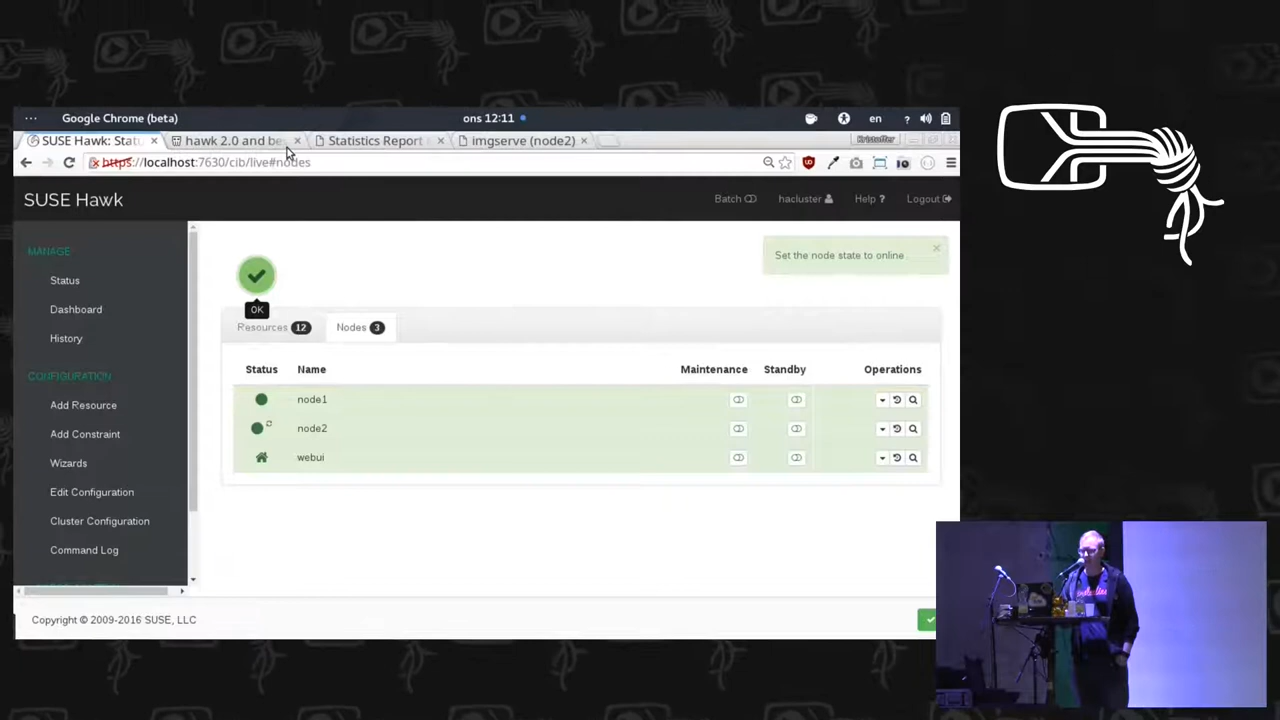 Google Chrome (beta)
ons 12:11
en
?
SUSE Hawk: Statu
hawk 2.0 and be
Statistics Report
imgserve (node2)
Kristoffer
https://localhost:7630/cib/live#nodes
SUSE Hawk
Batch
hacluster
Help ?
Logout
MANAGE
Status
Dashboard
History
CONFIGURATION
Add Resource
Add Constraint
Wizards
Edit Configuration
Cluster Configuration
Command Log
Set the node state to online.
OK
Resources 12
Nodes 3
Status Name Maintenance Standby Operations
node1
node2
webui
Copyright © 2009-2016 SUSE, LLC